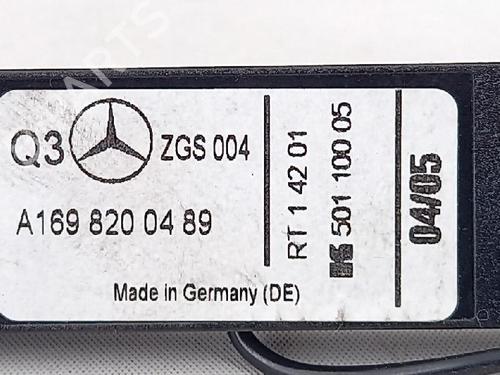 Q3 ZGS 004
A169 820 04 89
Made in Germany (DE)
RT 1 42 01
K 501 100 05
04/05